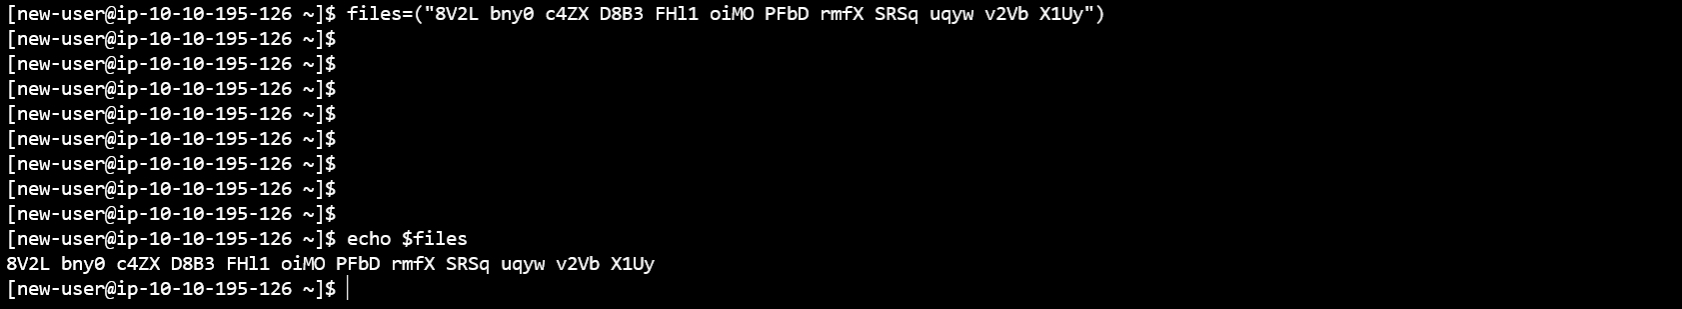 [new-user@ip-10-10-195-126 ~]$ files=("8V2L bny0 c4ZX D8B3 FHl1 oiMO PFbD rmfX SRSq uqyw v2Vb X1Uy")
[new-user@ip-10-10-195-126 ~]$
[new-user@ip-10-10-195-126 ~]$
[new-user@ip-10-10-195-126 ~]$
[new-user@ip-10-10-195-126 ~]$
[new-user@ip-10-10-195-126 ~]$
[new-user@ip-10-10-195-126 ~]$
[new-user@ip-10-10-195-126 ~]$
[new-user@ip-10-10-195-126 ~]$
[new-user@ip-10-10-195-126 ~]$ echo $files
8V2L bny0 c4ZX D8B3 FHl1 oiMO PFbD rmfX SRSq uqyw v2Vb X1Uy
[new-user@ip-10-10-195-126 ~]$